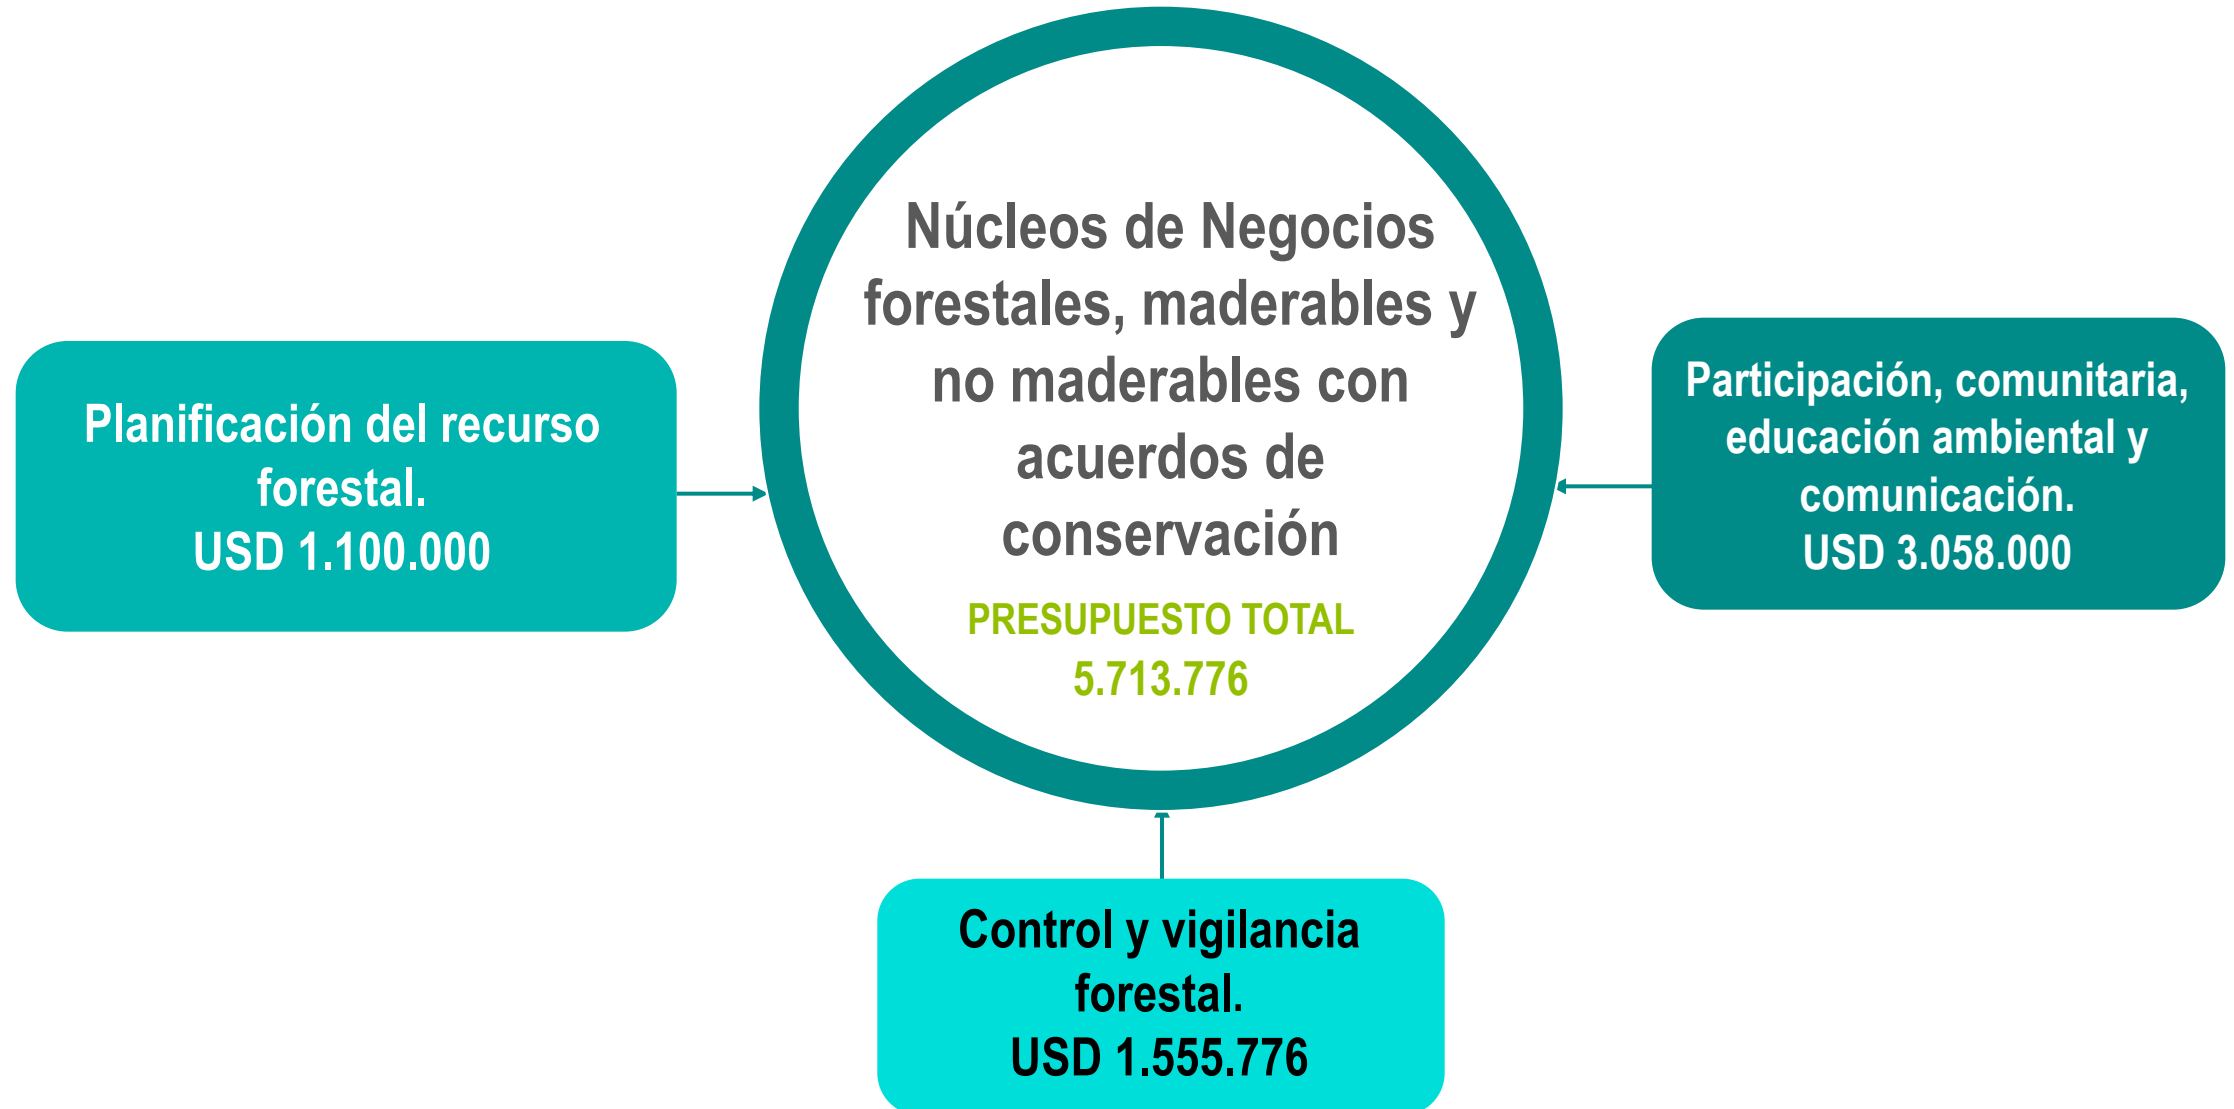 Núcleos de Negocios
forestales, maderables y
no maderables con
acuerdos de
conservación
PRESUPUESTO TOTAL
5.713.776
Planificación del recurso
forestal.
USD 1.100.000
Participación, comunitaria,
educación ambiental y
comunicación.
USD 3.058.000
Control y vigilancia
forestal.
USD 1.555.776